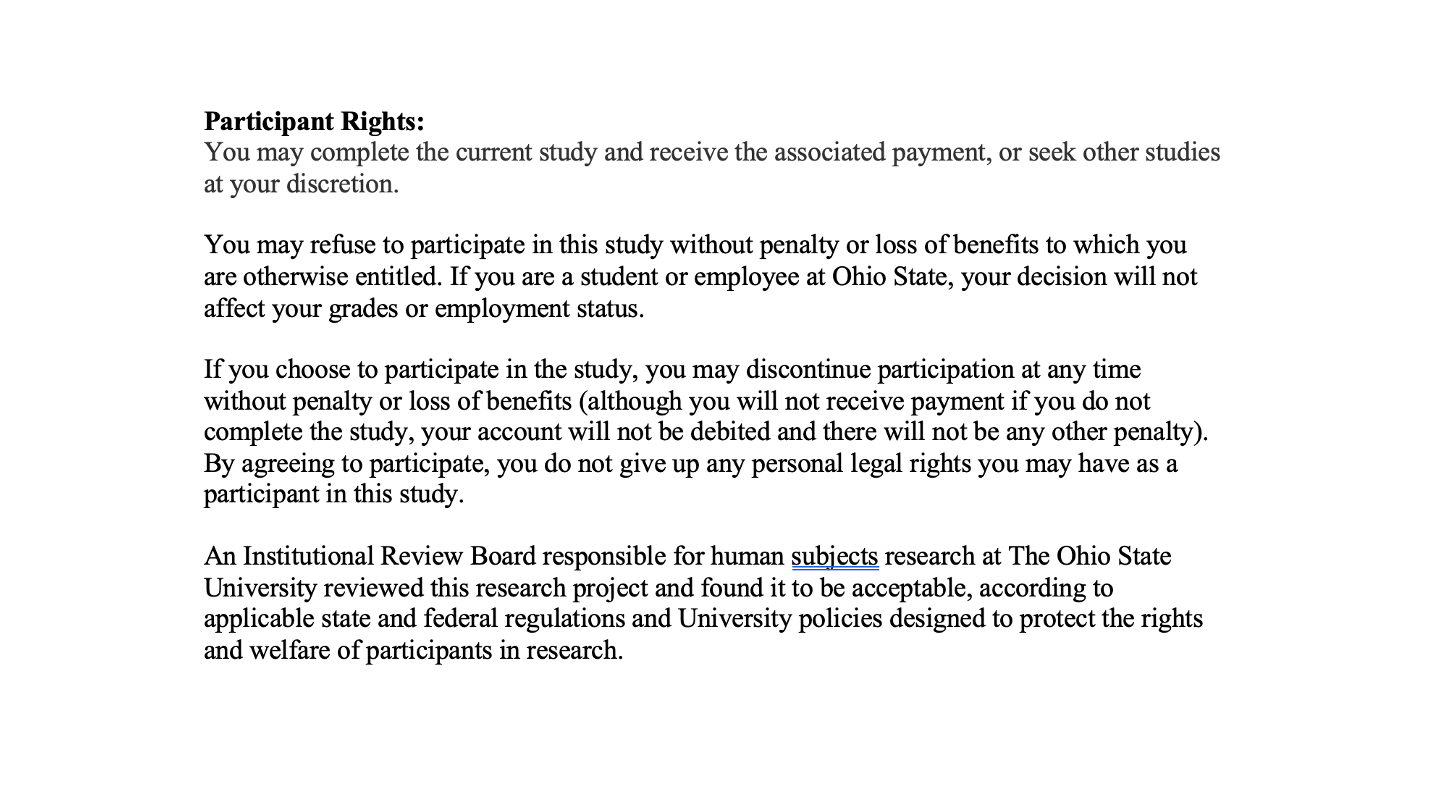 Participant Rights:
You may complete the current study and receive the associated payment, or seek other studies
at your discretion.
You may refuse to participate in this study without penalty or loss of benefits to which you
are otherwise entitled. If you are a student or employee at Ohio State, your decision will not
affect your grades or employment status.
If you choose to participate in the study, you may discontinue participation at any time
without penalty or loss of benefits (although you will not receive payment if you do not
complete the study, your account will not be debited and there will not be any other penalty).
By agreeing to participate, you do not give up any personal legal rights you may have as a
participant in this study.
An Institutional Review Board responsible for human subjects research at The Ohio State
University reviewed this research project and found it to be acceptable, according to
applicable state and federal regulations and University policies designed to protect the rights
and welfare of participants in research.